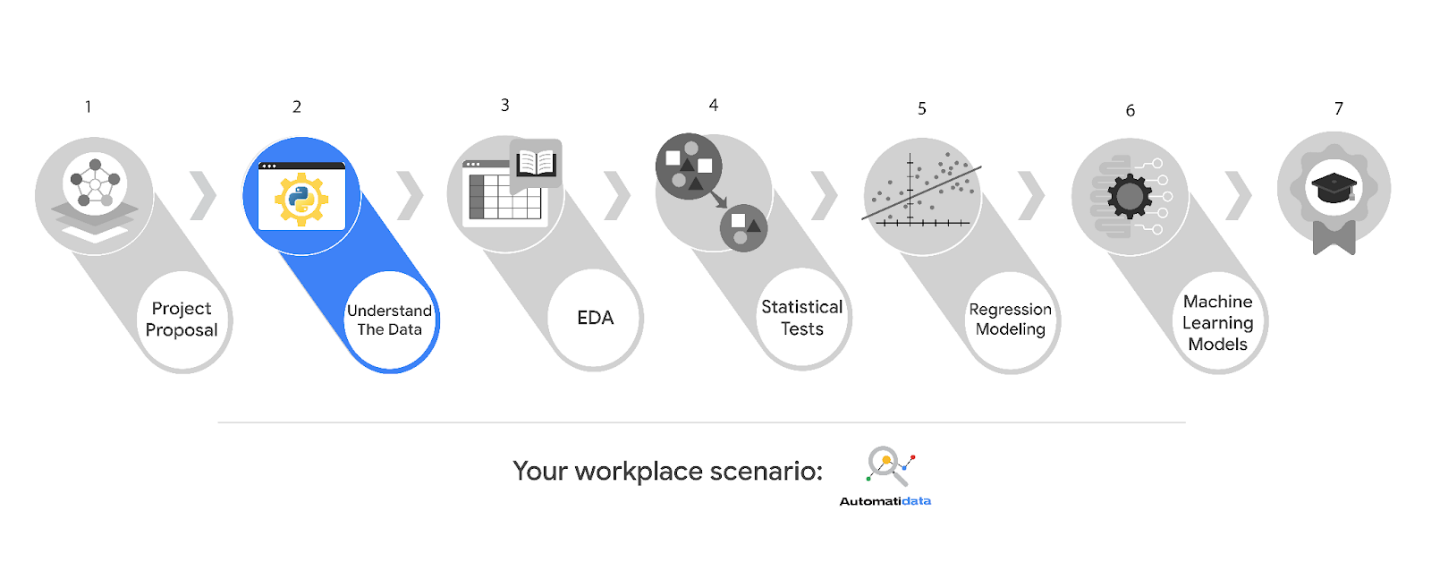 1
2
3
4
5
6
7
Project
Proposal
Understand
The Data
EDA
Statistical
Tests
Regression
Modeling
Machine
Learning
Models
Your workplace scenario:
Automatidata